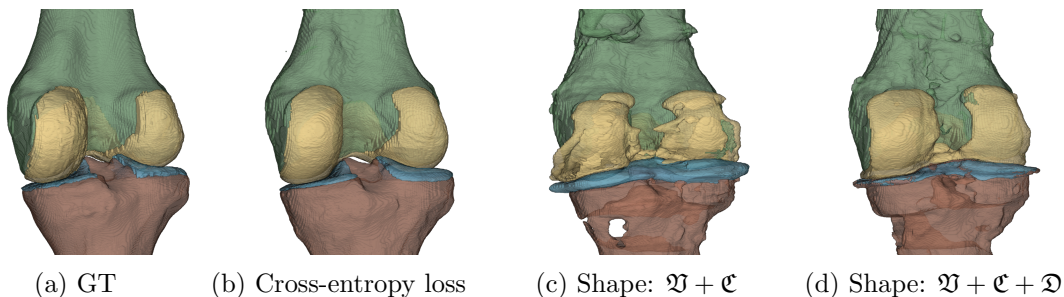 (a) GT
(b) Cross-entropy loss
(c) Shape: 𝔙 + ℭ
(d) Shape: 𝔙 + ℭ + 𝔇